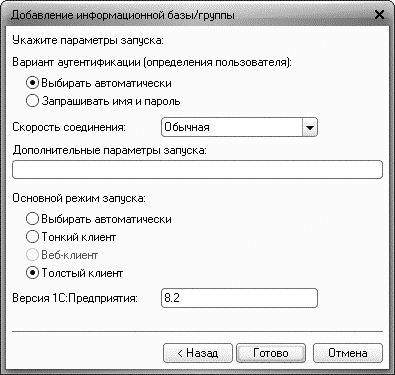 Добавление информационной базы/группы
Укажите параметры запуска:
Вариант аутентификации (определения пользователя):
Выбирать автоматически
Запрашивать имя и пароль
Скорость соединения: Обычная
Дополнительные параметры запуска:
Основной режим запуска:
Выбирать автоматически
Тонкий клиент
Веб-клиент
Толстый клиент
Версия 1С:Предприятия: 8.2
< Назад Готово Отмена